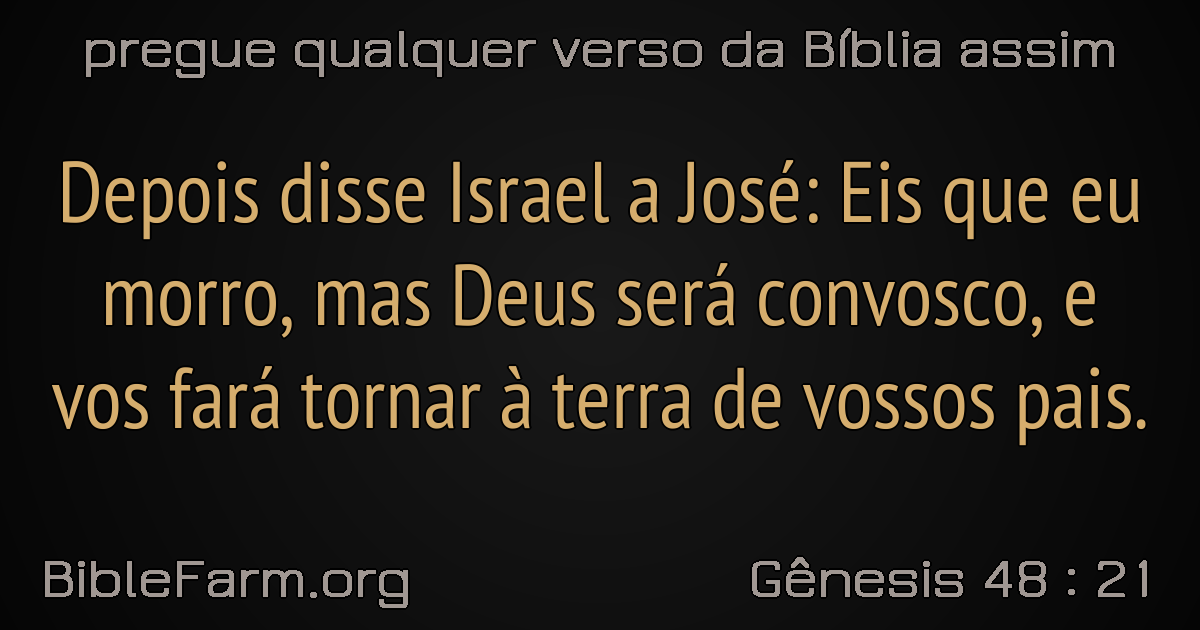 pregue qualquer verso da Bíblia assim
Depois disse Israel a José: Eis que eu
morro, mas Deus será convosco, e
vos fará tornar à terra de vossos pais.
BibleFarm.org
Gênesis 48 : 21